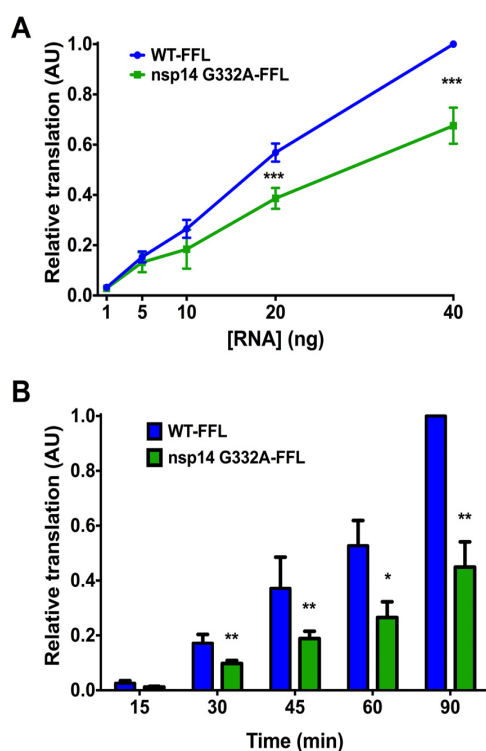 A
WT-FFL
nsp14 G332A-FFL
Relative translation (AU)
1.0
0.8
0.6
0.4
0.2
0.0
***
***
1 5 10 20 40
[RNA] (ng)
B
WT-FFL
nsp14 G332A-FFL
Relative translation (AU)
1.0
0.8
0.6
0.4
0.2
0.0
**
**
*
**
15 30 45 60 90
Time (min)